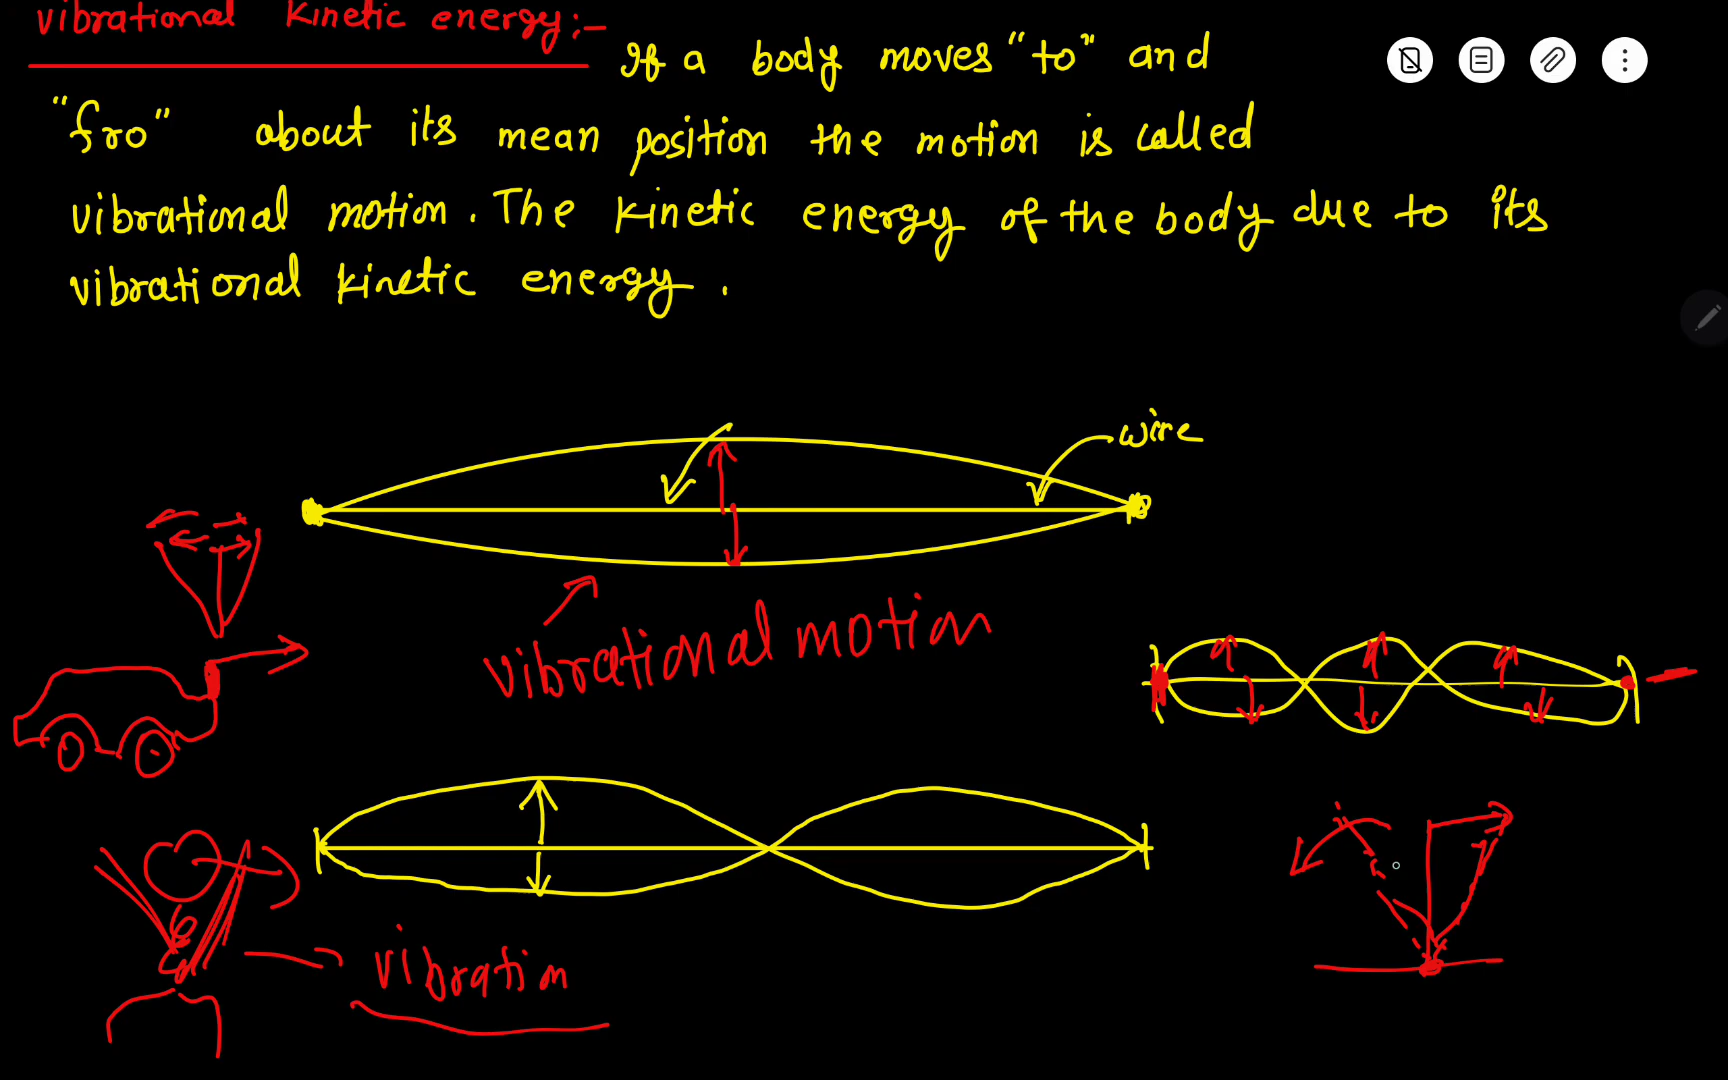 vibrational kinetic energy:-
If a body moves "to" and
"fro" about its mean position the motion is called
vibrational motion. The kinetic energy of the body due to its
vibrational kinetic energy.
wire
vibrational motion
vibration